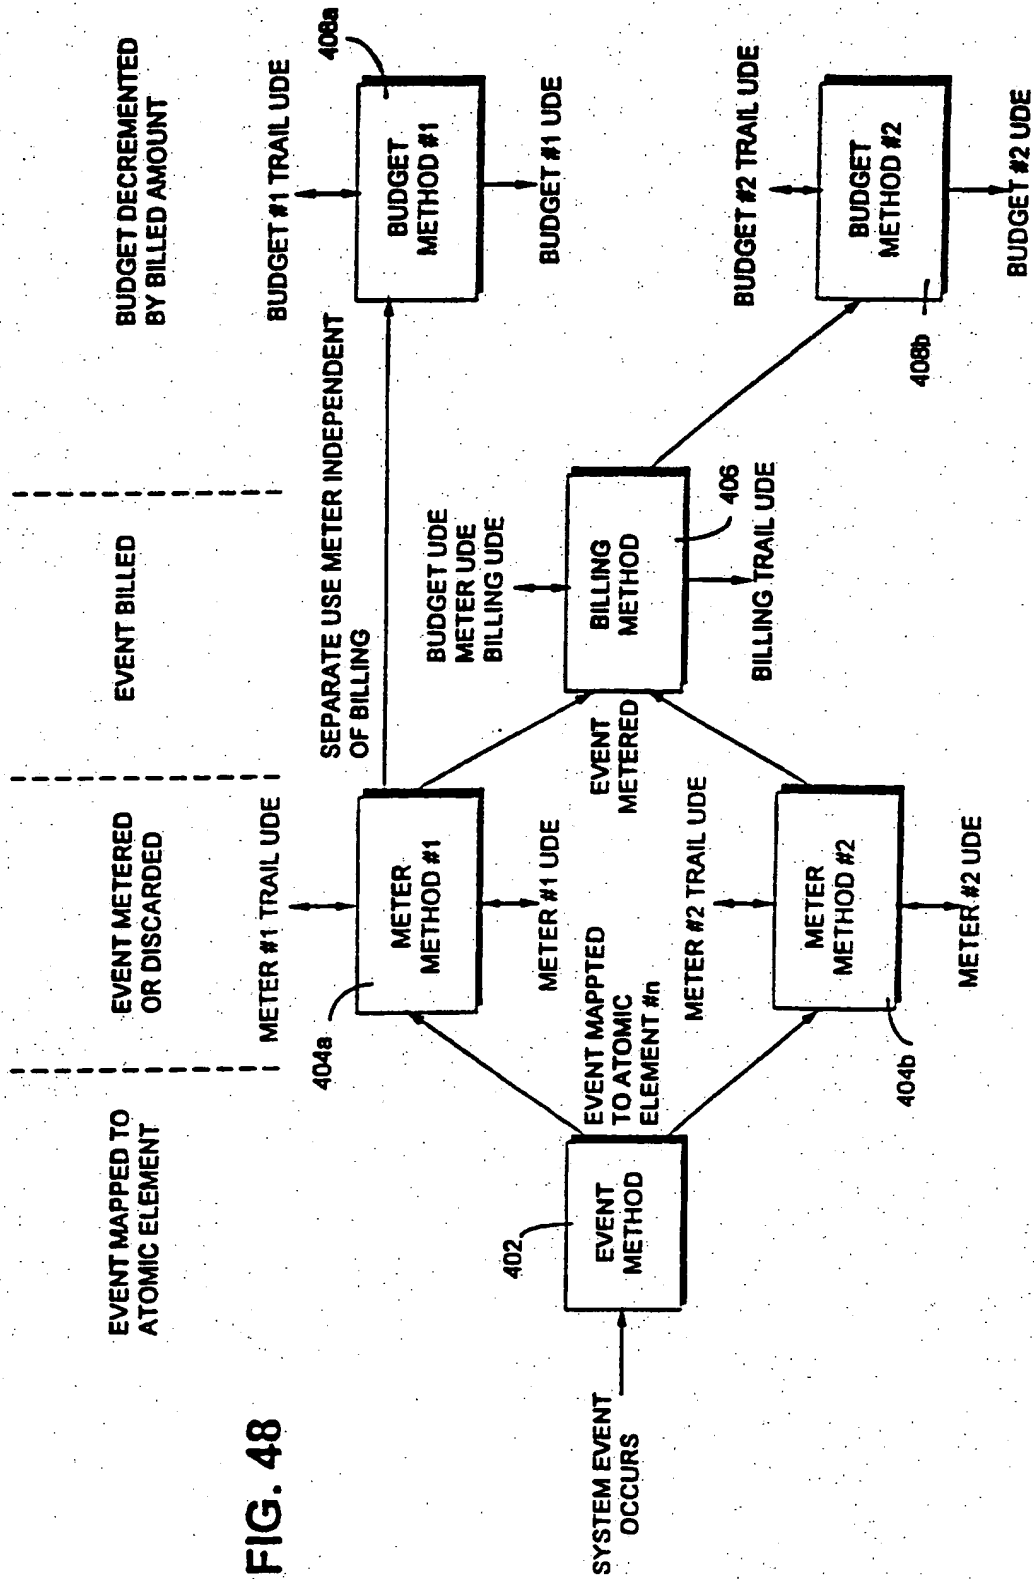 FIG. 48
EVENT MAPPED TO
ATOMIC ELEMENT
EVENT METERED
OR DISCARDED
EVENT BILLED
BUDGET DECREMENTED
BY BILLED AMOUNT
SYSTEM EVENT
OCCURS
402
EVENT
METHOD
EVENT MAPPTED
TO ATOMIC
ELEMENT #n
METER #1 TRAIL UDE
404a
METER
METHOD #1
METER #1 UDE
METER #2 TRAIL UDE
METER
METHOD #2
404b
METER #2 UDE
SEPARATE USE METER INDEPENDENT
OF BILLING
EVENT
METERED
BUDGET UDE
METER UDE
BILLING UDE
BILLING
METHOD
406
BILLING TRAIL UDE
BUDGET #1 TRAIL UDE
408a
BUDGET
METHOD #1
BUDGET #1 UDE
BUDGET #2 TRAIL UDE
BUDGET
METHOD #2
408b
BUDGET #2 UDE